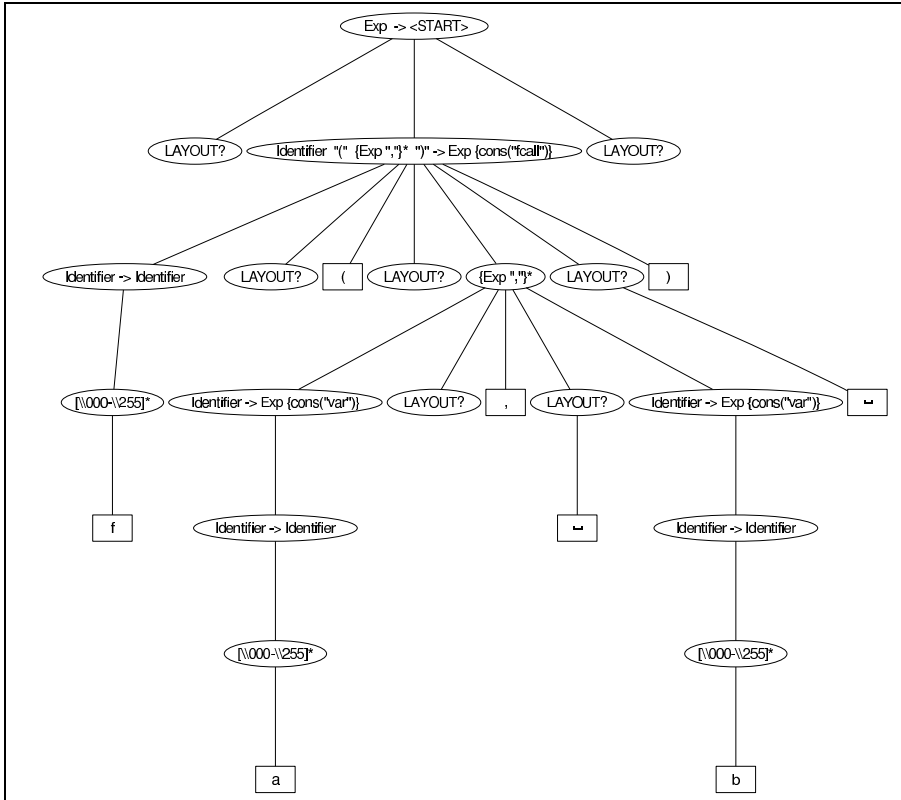 Exp -> <START>
LAYOUT? Identifier "(" {Exp ","}* ")" -> Exp {cons("fcall")} LAYOUT?
Identifier -> Identifier LAYOUT? ( LAYOUT? {Exp ","}* LAYOUT? )
[\\000-\\255]* Identifier -> Exp {cons("var")} LAYOUT? , LAYOUT? Identifier -> Exp {cons("var")} ␣
f Identifier -> Identifier ␣ Identifier -> Identifier
[\\000-\\255]* [\\000-\\255]*
a b